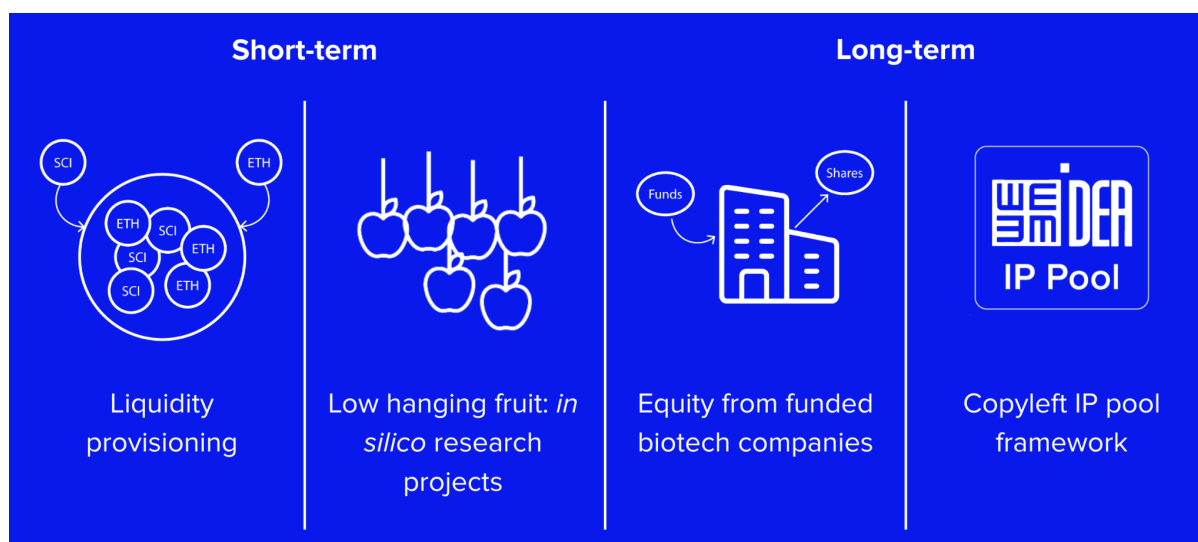 Short-term
Long-term
SCI
ETH
ETH
SCI
ETH
SCI
SCI
ETH
Liquidity
provisioning
Low hanging fruit: in
silico research
projects
Funds
Shares
Equity from funded
biotech companies
IDEA
IP Pool
Copyleft IP pool
framework